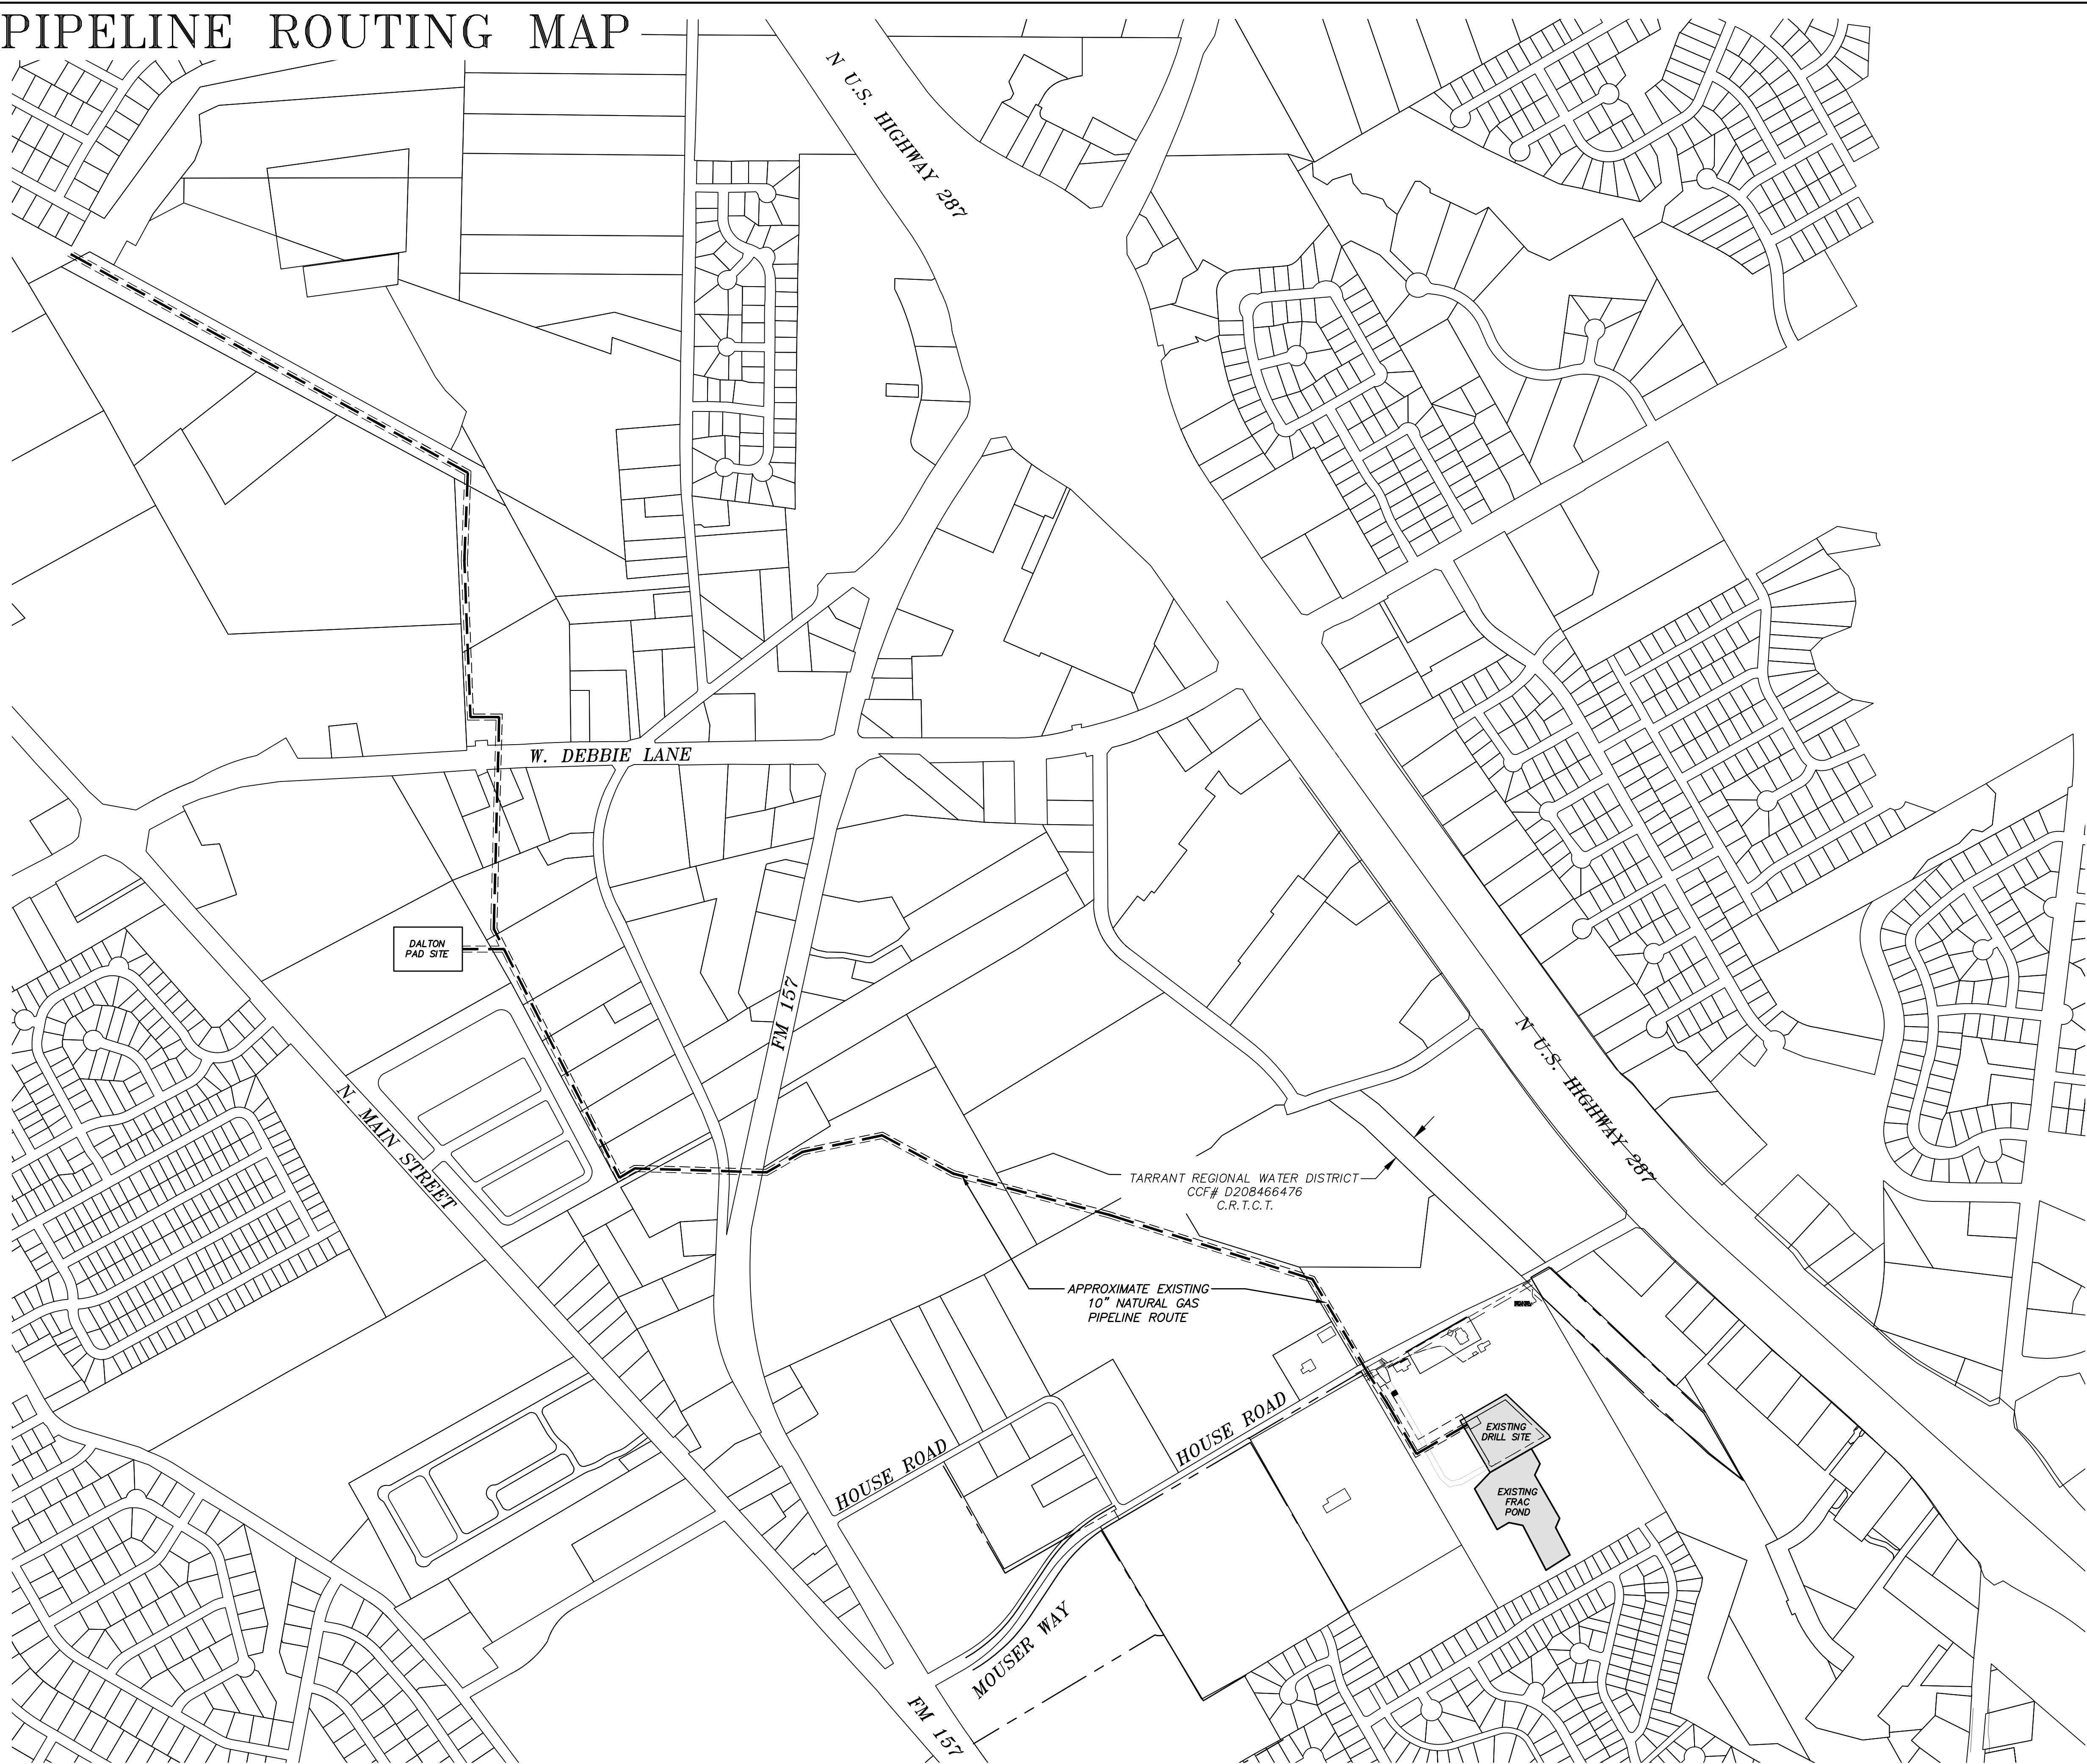 PIPELINE ROUTING MAP
N U.S. HIGHWAY 287
W. DEBBIE LANE
DALTON
PAD SITE
FM 157
N. MAIN STREET
N U.S. HIGHWAY 287
TARRANT REGIONAL WATER DISTRICT
CCF# D208466476
C.R.T.C.T.
APPROXIMATE EXISTING
10" NATURAL GAS
PIPELINE ROUTE
HOUSE ROAD
HOUSE ROAD
EXISTING
DRILL SITE
EXISTING
FRAC
POND
MOUSER WAY
FM 157